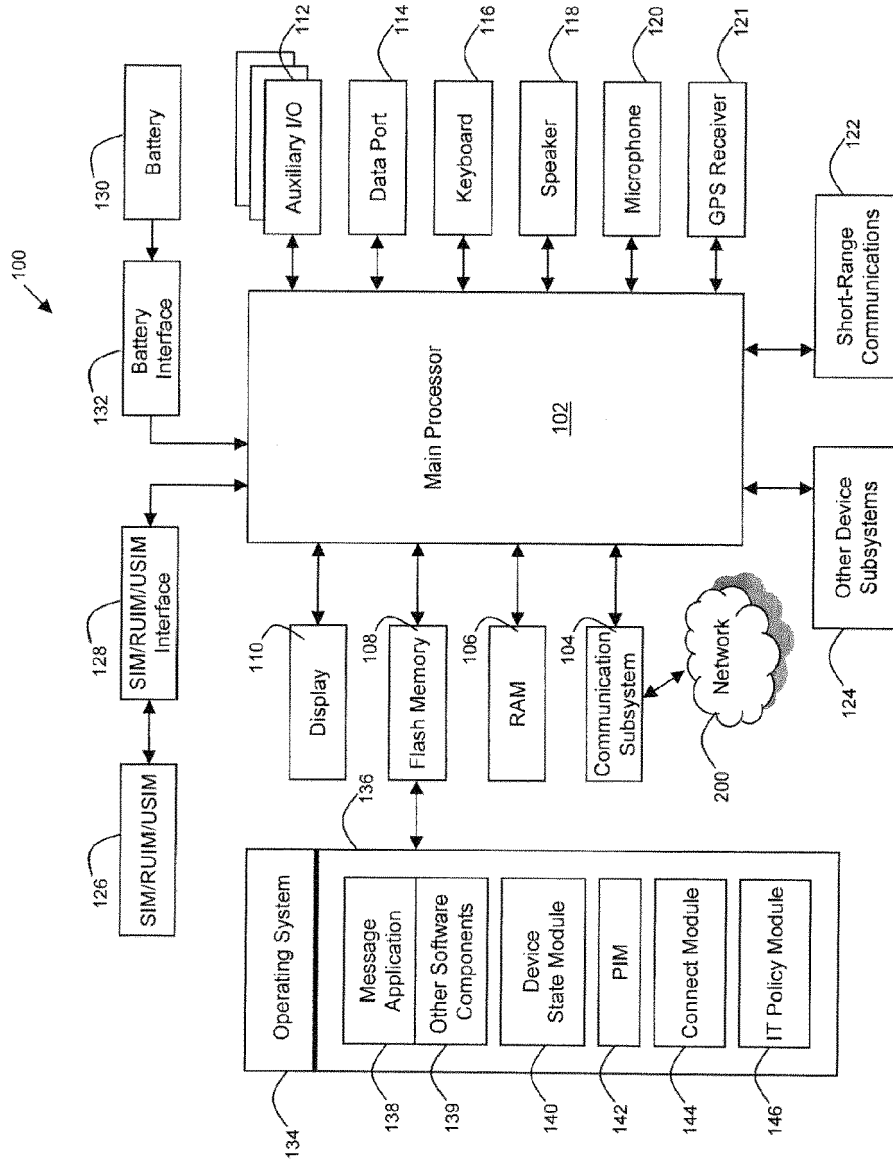 100
126
SIM/RUIM/USIM
128
SIM/RUIM/USIM
Interface
132
Battery
Interface
130
Battery
134
Operating System
136
138
Message
Application
139
Other Software
Components
140
Device
State Module
142
PIM
144
Connect Module
146
IT Policy Module
110
Display
108
Flash Memory
106
RAM
104
Communication
Subsystem
200
Network
Main Processor
102
Auxiliary I/O
112
Data Port
114
Keyboard
116
Speaker
118
Microphone
120
GPS Receiver
121
124
Other Device
Subsystems
Short-Range
Communications
122